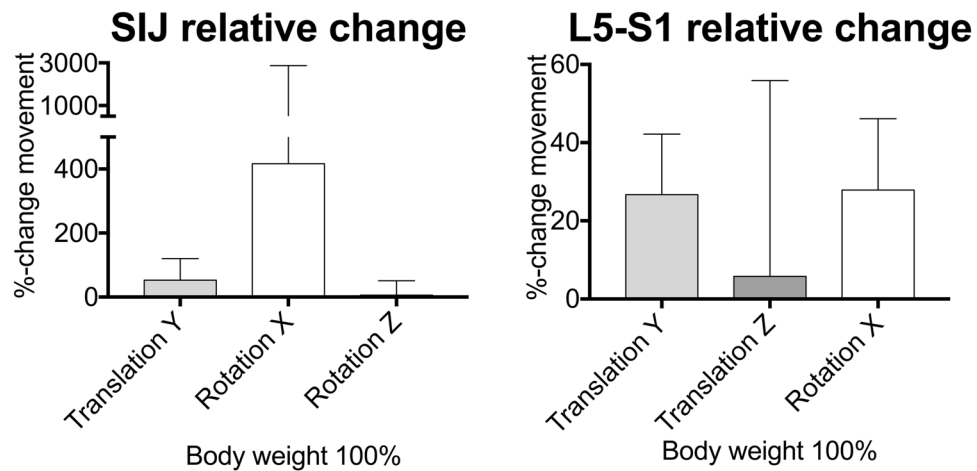 SIJ relative change
%-change movement
3000
1000
400
200
0
Translation Y
Rotation X
Rotation Z
Body weight 100%
L5-S1 relative change
%-change movement
60
40
20
0
Translation Y
Translation Z
Rotation X
Body weight 100%